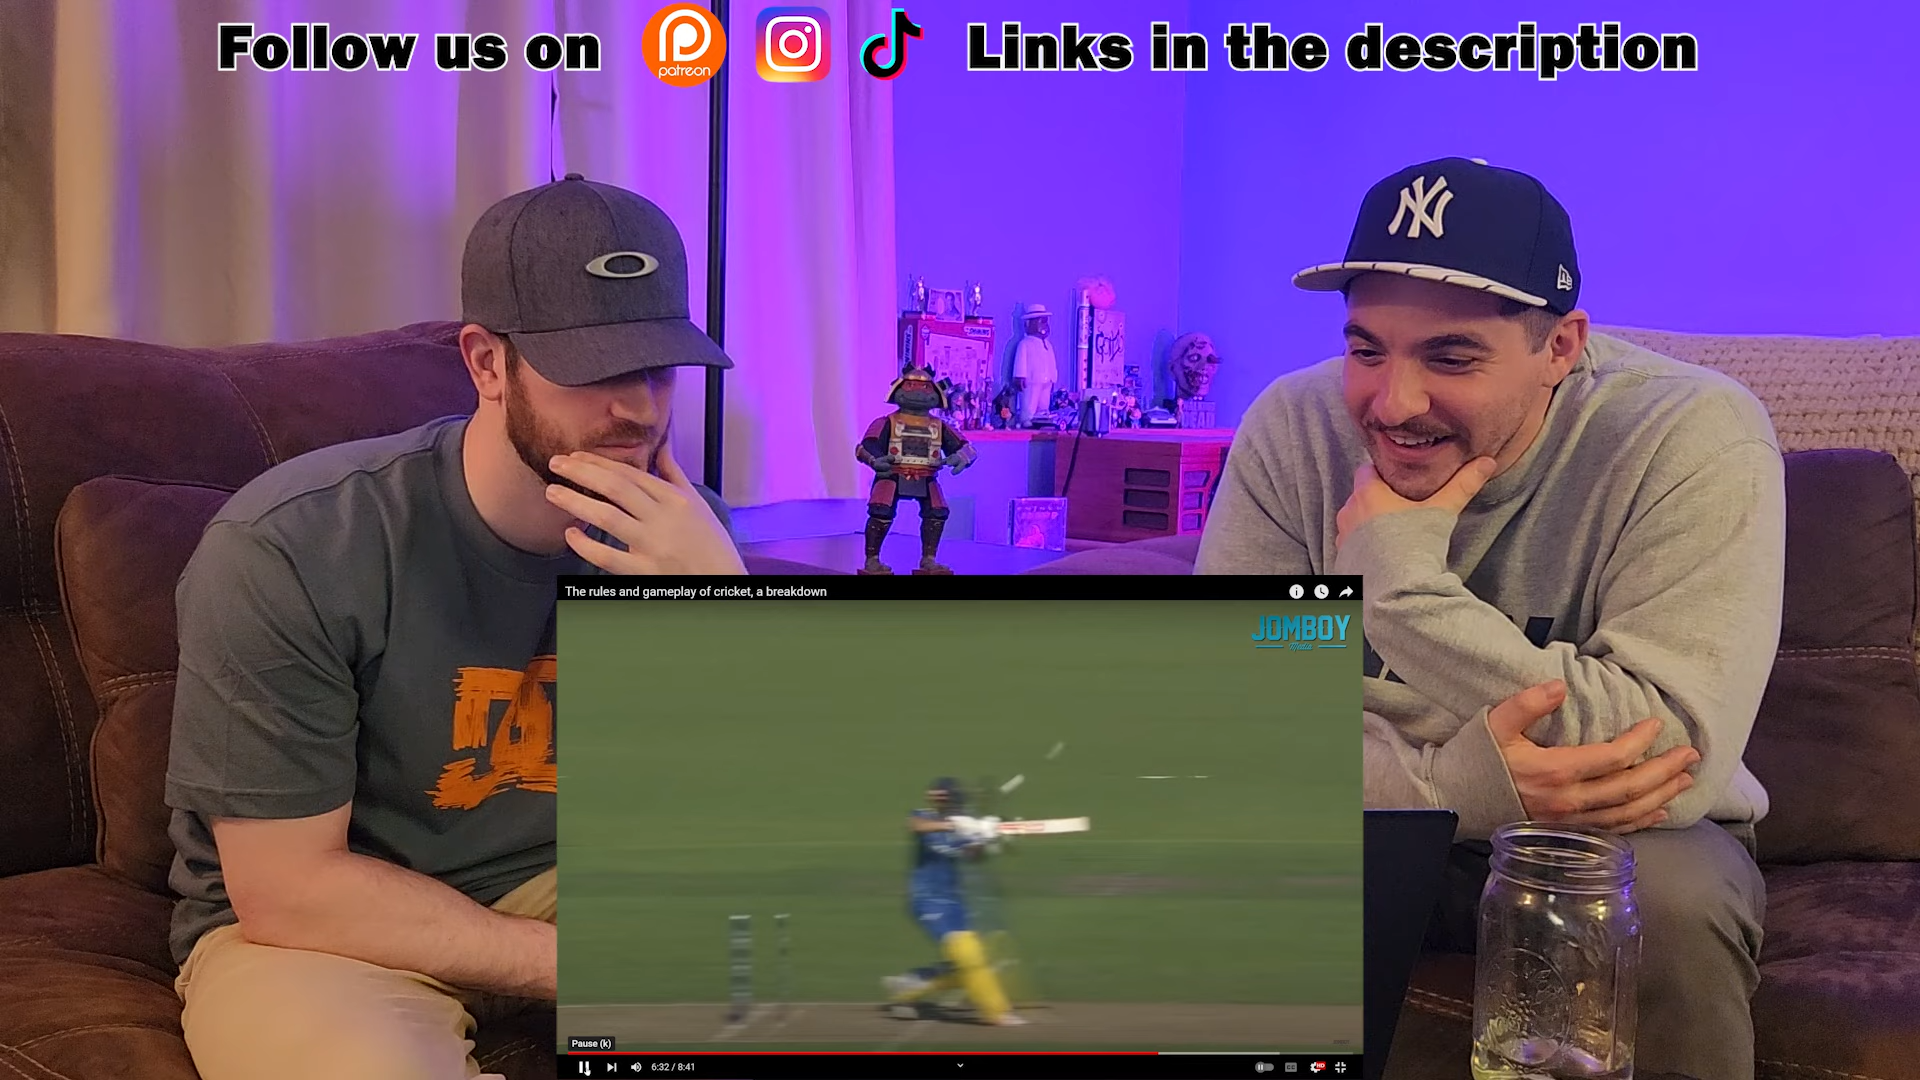 Follow us on patreon Links in the description
NY
The rules and gameplay of cricket, a breakdown
JOMBOY
Media
Pause (k)
6:32 / 8:41
HD